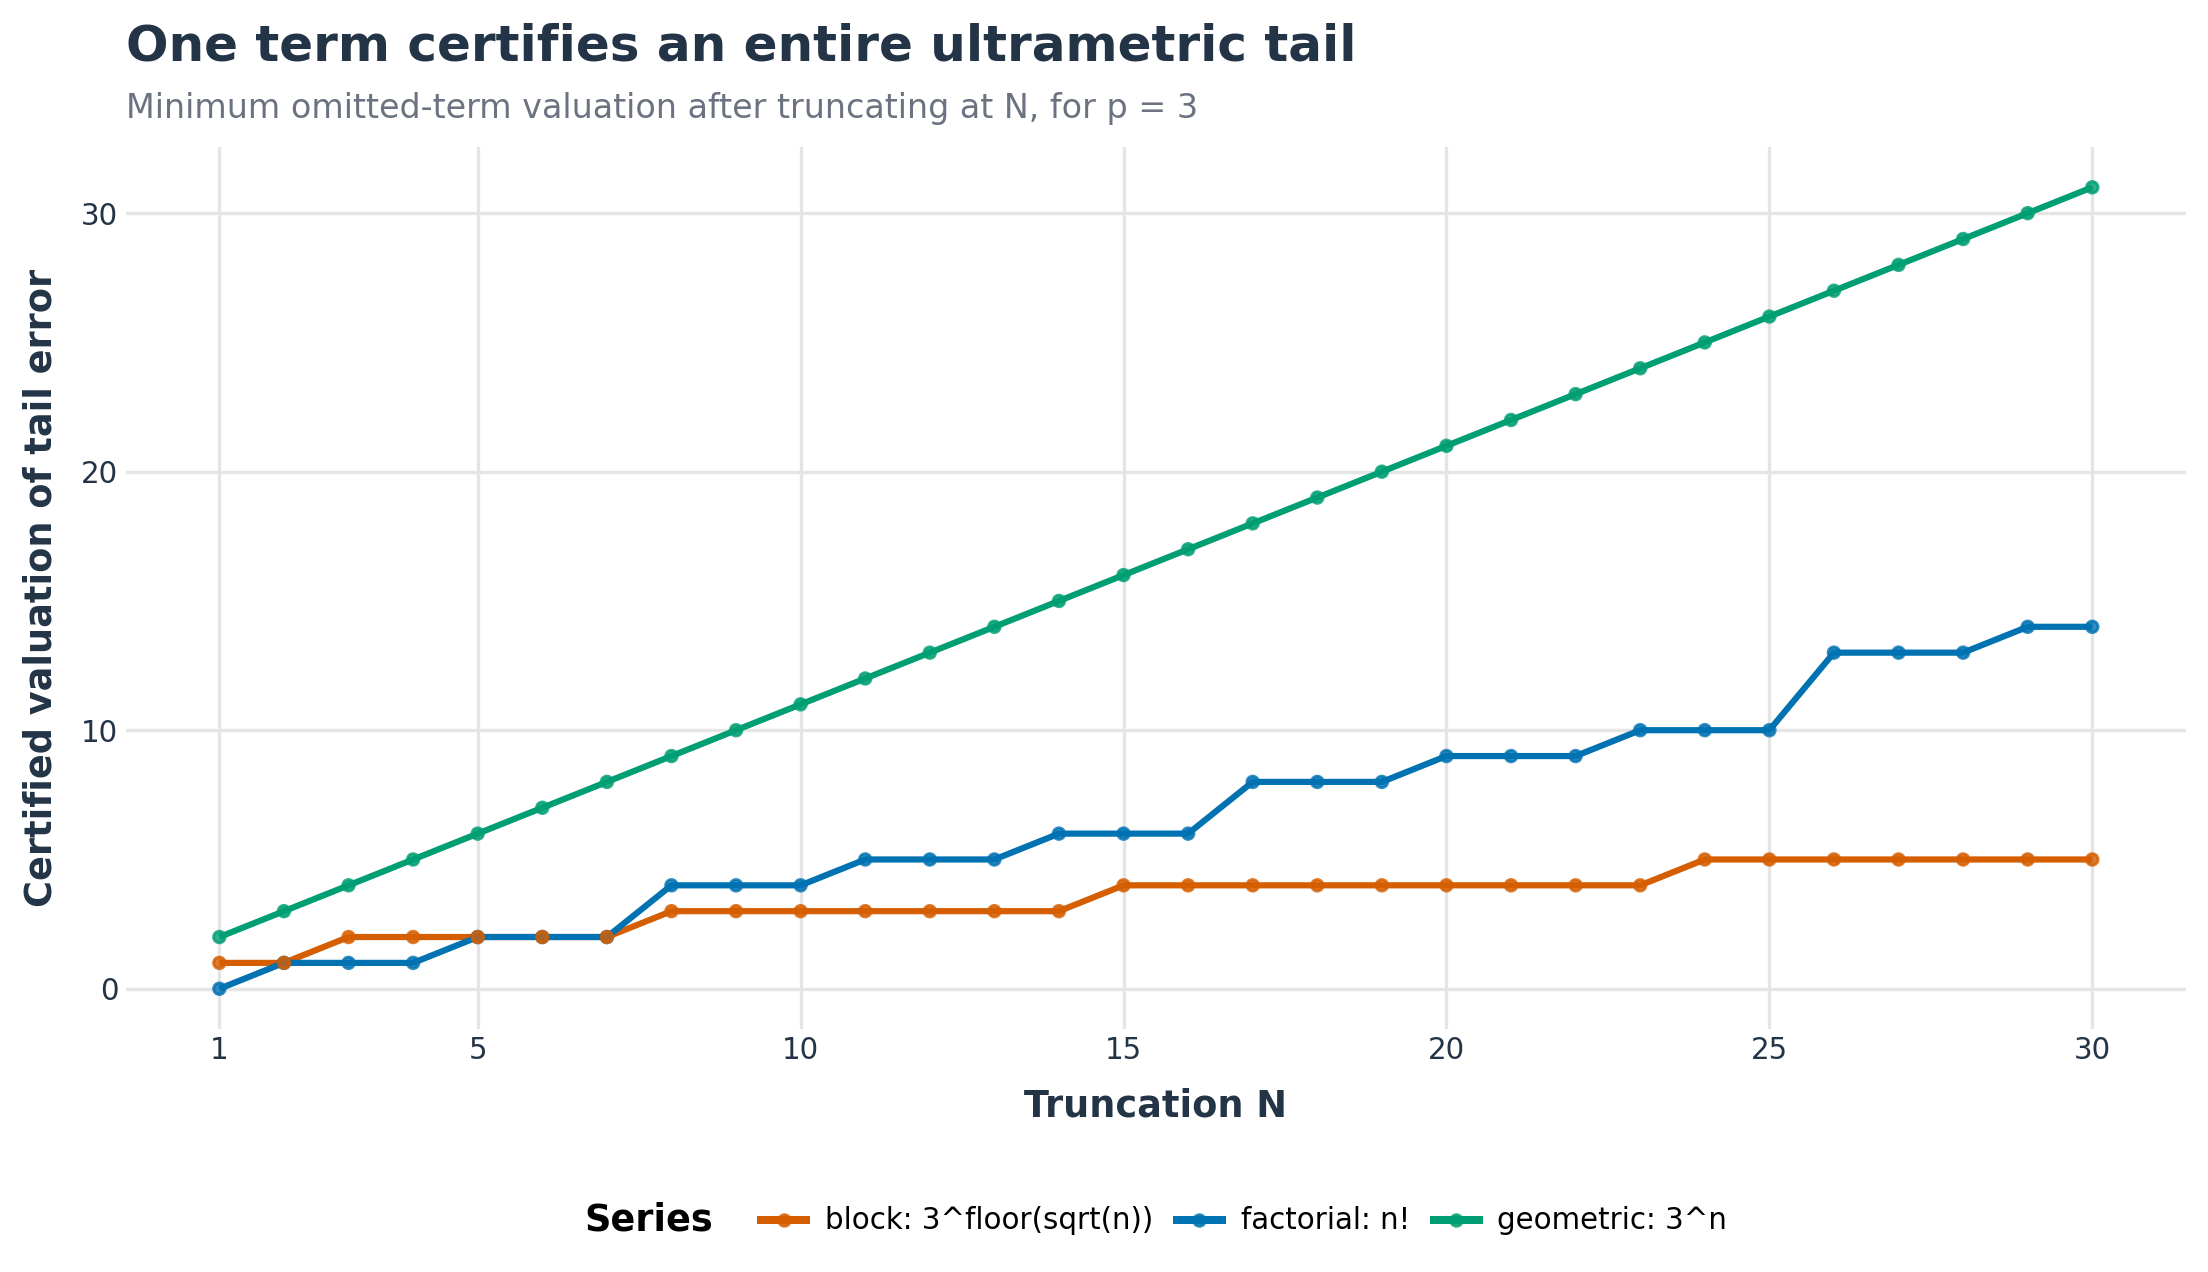 One term certifies an entire ultrametric tail
Minimum omitted-term valuation after truncating at N, for p = 3
Certified valuation of tail error
30
20
10
0
1 5 10 15 20 25 30
Truncation N
Series block: 3^floor(sqrt(n)) factorial: n! geometric: 3^n